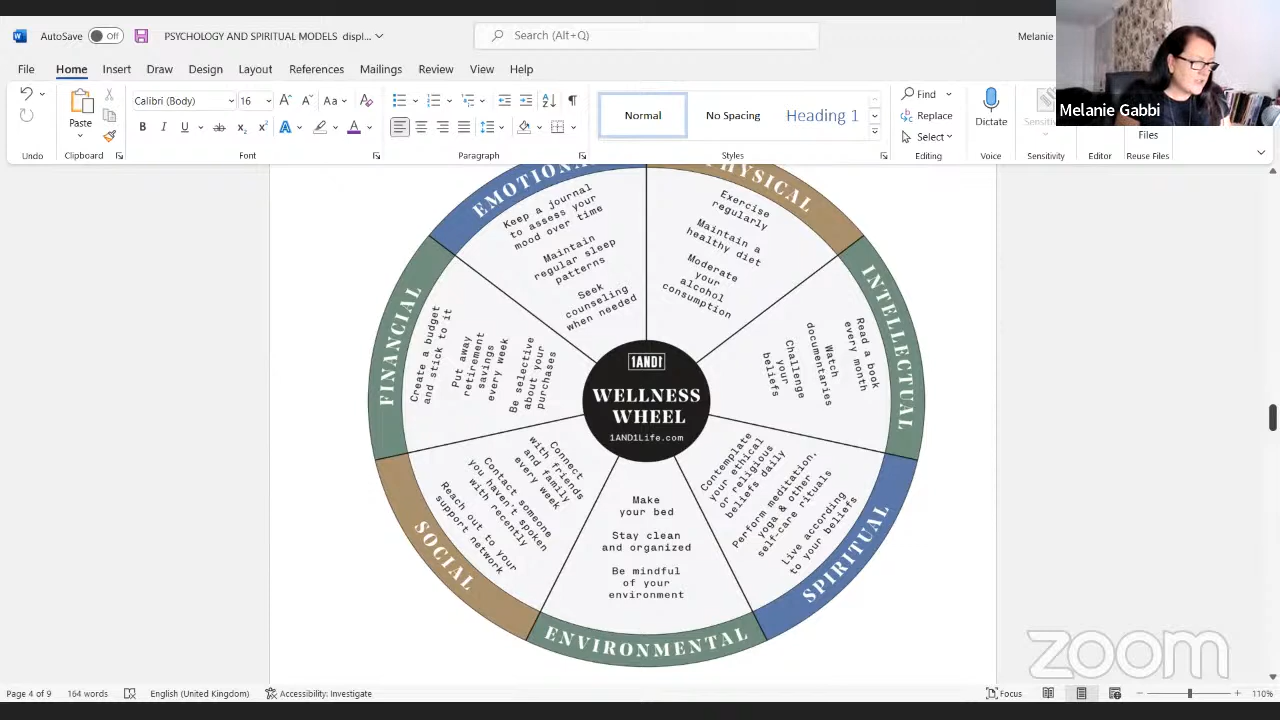 AutoSave Off
PSYCHOLOGY AND SPIRITUAL MODELS displ...
Search (Alt+Q)
Melanie
File Home Insert Draw Design Layout References Mailings Review View Help
Paste
Calibri (Body) 16
Aa
B I U ab x2 x2 A A
Normal
No Spacing
Heading 1
Find
Replace
Select
Dictate
Files
Undo Clipboard Font Paragraph Styles Editing Voice Sensitivity Editor Reuse Files
Melanie Gabbi
EMOTIONA
Keep a journal
to assess your
mood over time
Maintain
regular sleep
patterns
Seek
counseling
when needed
PHYSICAL
Exercise
regularly
Maintain a
healthy diet
Moderate
your
alcohol
consumption
INTELLECTUAL
Read a book
every month
Watch
documentaries
Challenge
your
beliefs
SPIRITUAL
Contemplate
your ethical
or religious
beliefs daily
Perform meditation,
yoga & other
self-care rituals
Live according
to your beliefs
ENVIRONMENTAL
Make
your bed
Stay clean
and organized
Be mindful
of your
environment
SOCIAL
Connect
with friends
and family
every week
Contact someone
you haven't spoken
with recently
Reach out to your
support network
FINANCIAL
Create a budget
and stick to it
Put away
retirement
savings
every week
Be selective
about your
purchases
1AND1
WELLNESS
WHEEL
1AND1Life.com
zoom
Page 4 of 9 164 words English (United Kingdom) Accessibility: Investigate Focus 110%